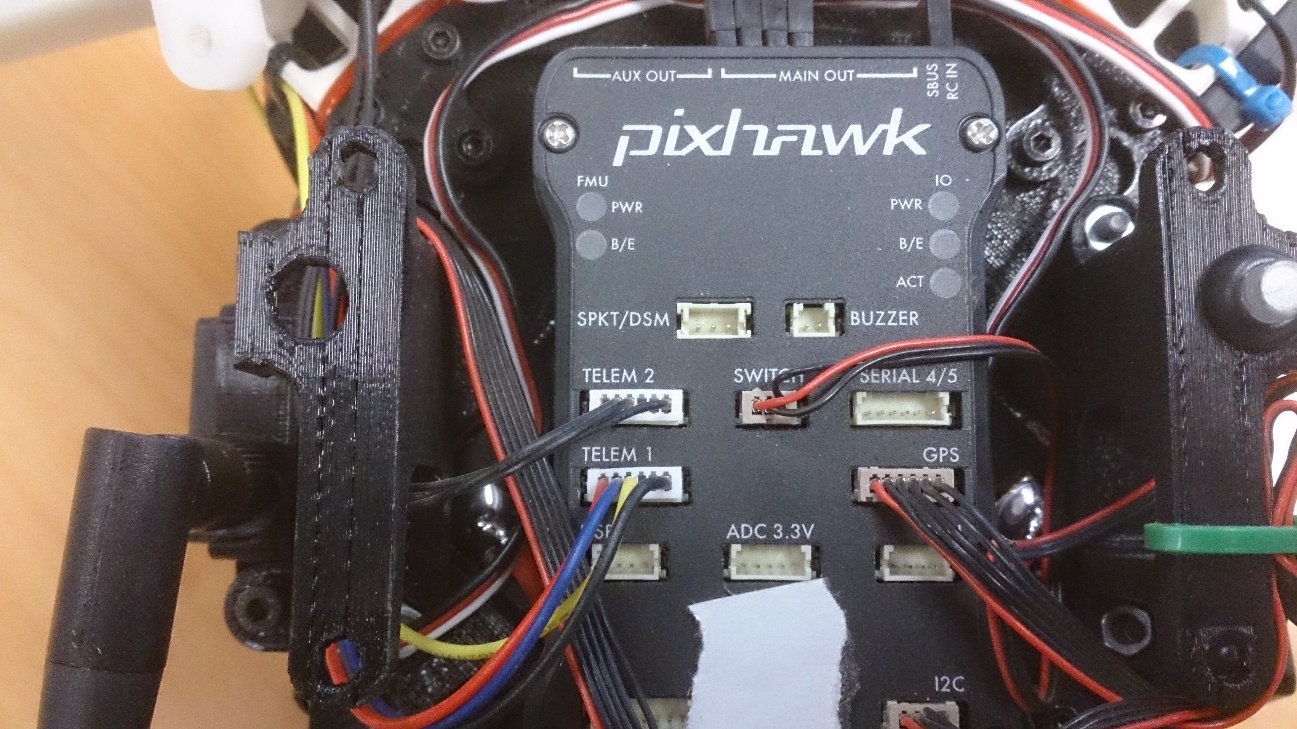 AUX OUT MAIN OUT
SBUS
RC IN
pixhawk
FMU IO
PWR PWR
B/E B/E
ACT
SPKT/DSM BUZZER
TELEM 2 SWITCH SERIAL 4/5
TELEM 1 GPS
ADC 3.3V
I2C